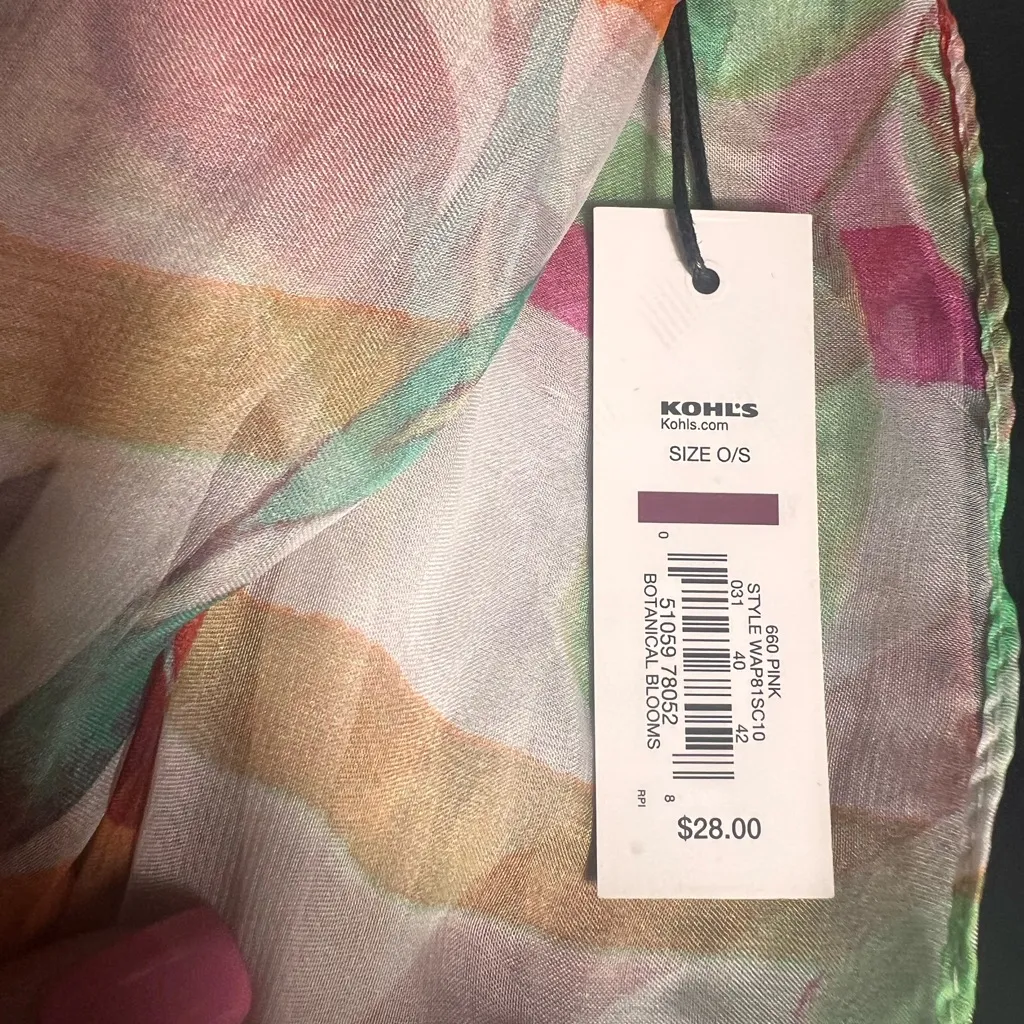 KOHL'S
Kohls.com
SIZE O/S
660 PINK
STYLE WAP81SC10
031 40 42
0 51059 78052 8
BOTANICAL BLOOMS
RPI
$28.00